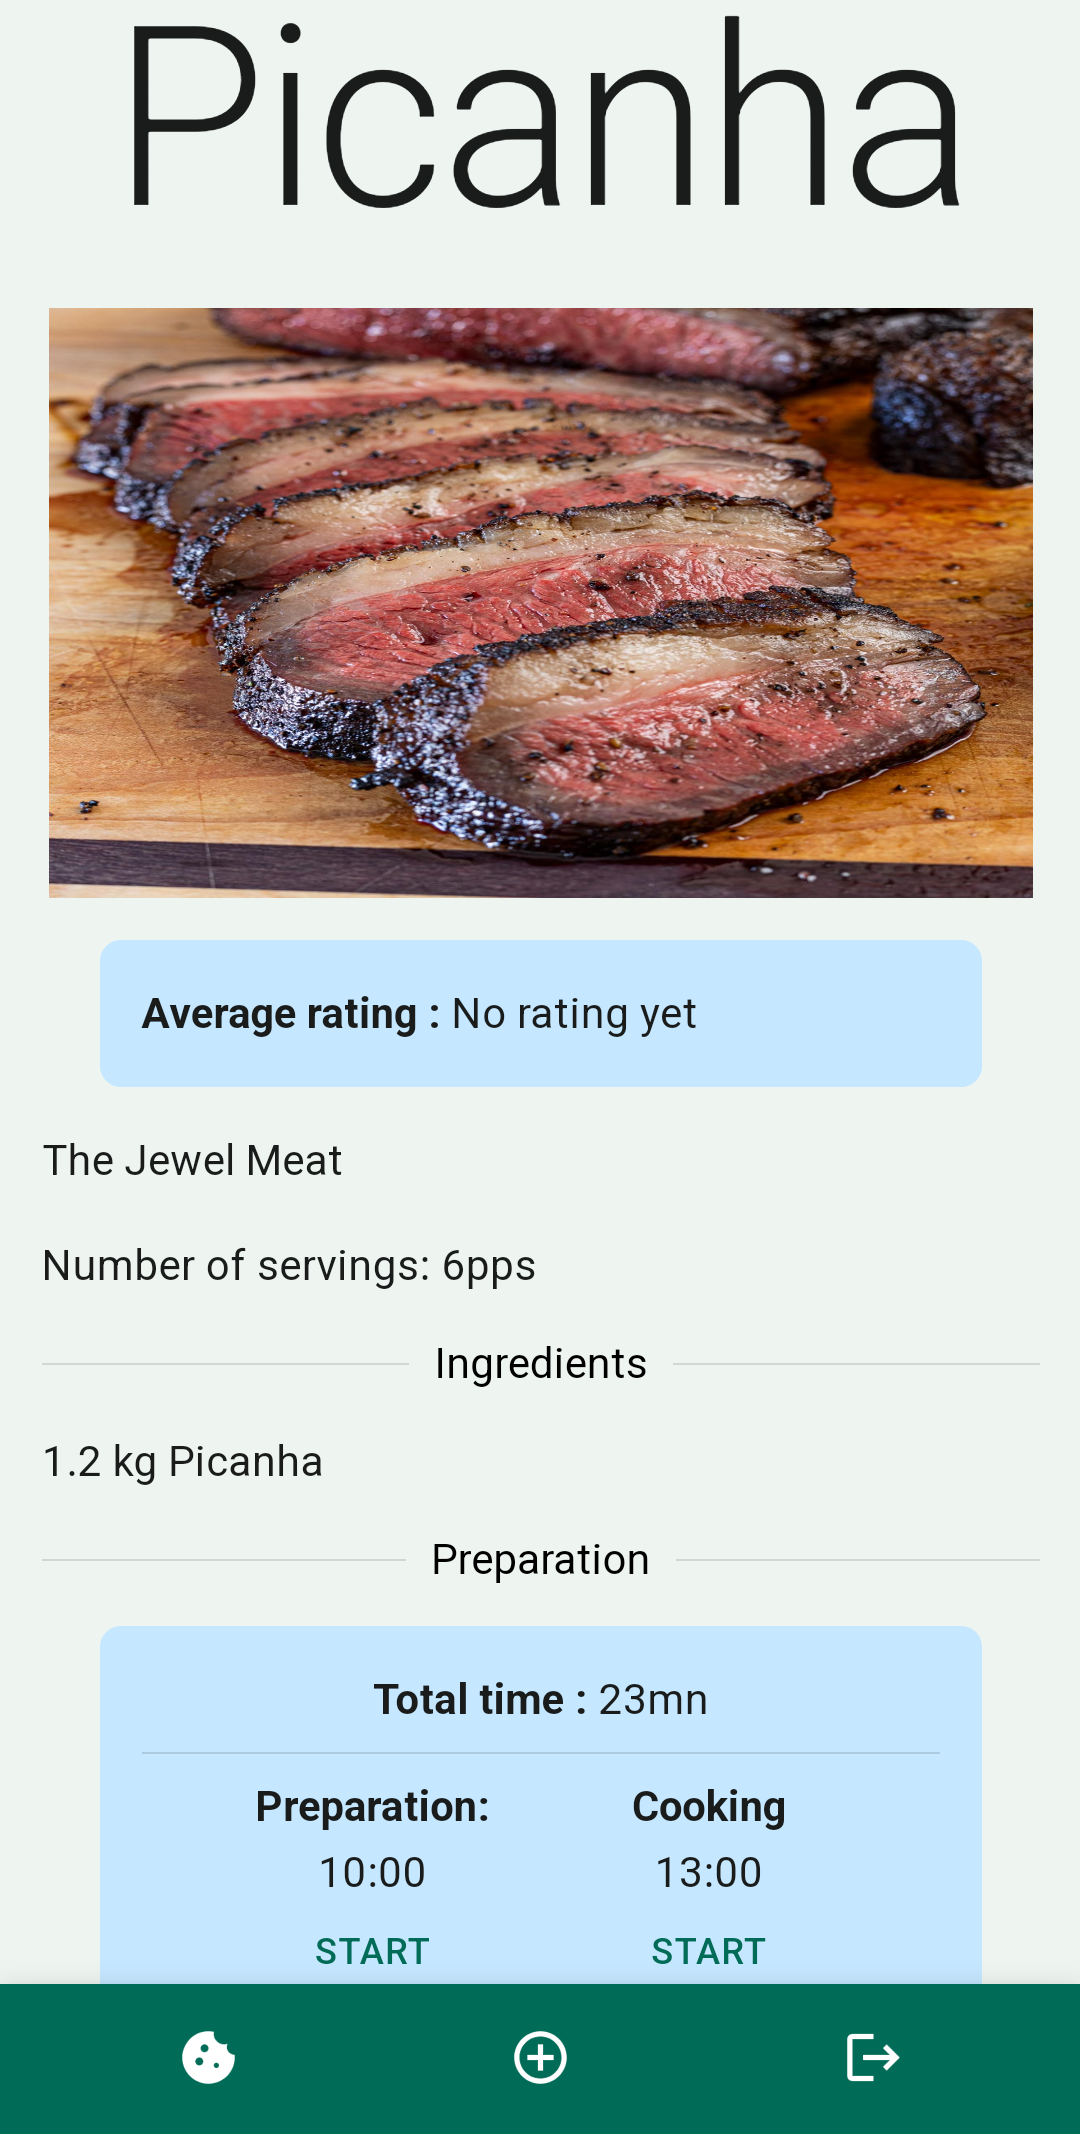 Picanha
Average rating : No rating yet
The Jewel Meat
Number of servings: 6pps
Ingredients
1.2 kg Picanha
Preparation
Total time : 23mn
Preparation: Cooking
10:00 13:00
START START